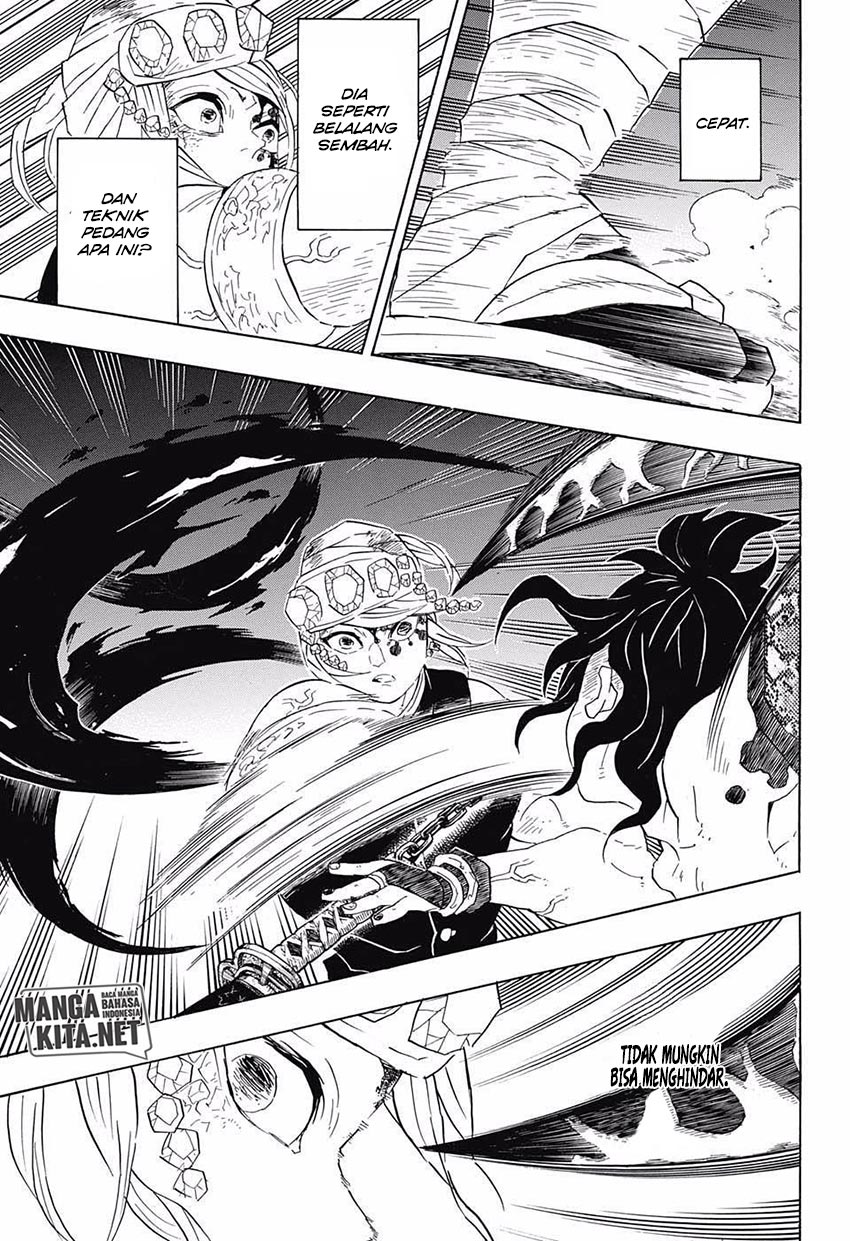 CEPAT.
DIA
SEPERTI
BELALANG
SEMBAH.
DAN
TEKNIK
PEDANG
APA INI?
TIDAK MUNGKIN
BISA MENGHINDAR.
MANGA
KITA.NET
BACA MANGA
BAHASA
INDONESIA